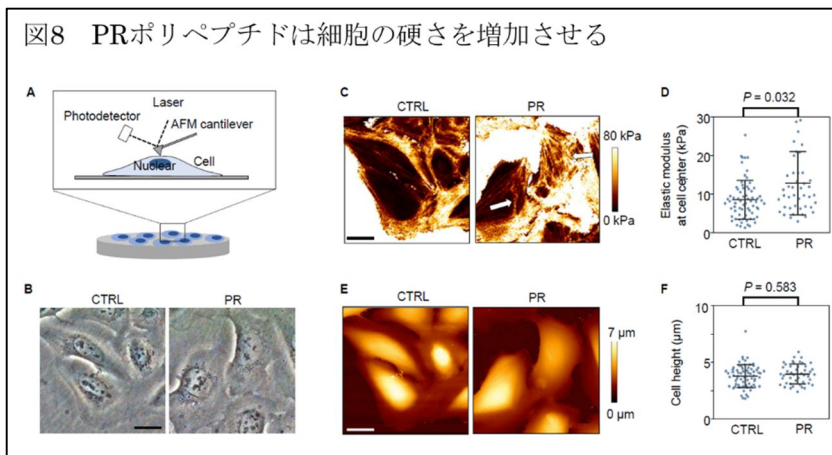 図8 PRポリペプチドは細胞の硬さを増加させる
A
Laser
Photodetector
AFM cantilever
Nuclear
Cell
B
CTRL
PR
C
CTRL
PR
80 kPa
0 kPa
D
P = 0.032
Elastic modulus
at cell center (kPa)
30
20
10
0
CTRL
PR
E
CTRL
PR
7 μm
0 μm
F
P = 0.583
Cell height (μm)
10
5
0
CTRL
PR